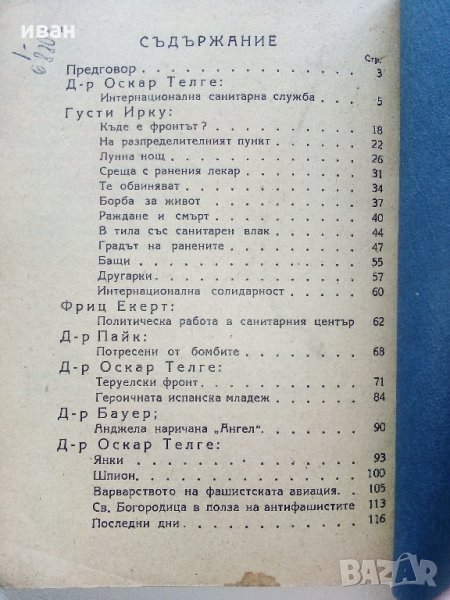 иван
СЪДЪРЖАНИЕ
Стр.
Предговор . . . . . . . . . . . . 3
Д-р Оскар Телге:
Интернационална санитарна служба . . . 5
Густи Ирку:
Къде е фронтът? . . . . . . . . . 18
На разпределителният пункт . . . . . 22
Лунна нощ . . . . . . . . . . . 26
Среща с ранения лекар . . . . . . . 31
Те обвиняват . . . . . . . . . . 34
Борба за живот . . . . . . . . . 37
Раждане и смърт . . . . . . . . . 40
В тила със санитарен влак . . . . . . 44
Градът на ранените . . . . . . . . 47
Бащи . . . . . . . . . . . . . 55
Другарки . . . . . . . . . . . . 57
Интернационална солидарност . . . . . 60
Фриц Екерт:
Политическа работа в санитарния център 62
Д-р Пайк:
Потресени от бомбите . . . . . . . 68
Д-р Оскар Телге:
Теруелски фронт . . . . . . . . . 71
Героичната испанска младеж . . . . . 84
Д-р Бауер;
Анджела наричана „Ангел“. . . . . . . 90
Д-р Оскар Телге:
Янки . . . . . . . . . . . . . 93
Шпион . . . . . . . . . . . . . 100
Варварството на фашистската авиация. . . 105
Св. Богородица в полза на антифашистите 113
Последни дни . . . . . . . . . . 116
BAZAR